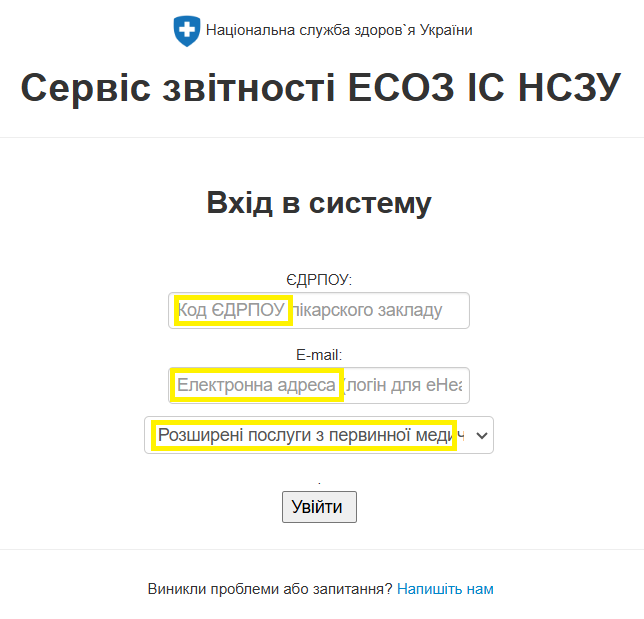 Національна служба здоров`я України
Сервіс звітності ЕСОЗ ІС НСЗУ
Вхід в систему
ЄДРПОУ:
Код ЄДРПОУ лікарского закладу
E-mail:
Електронна адреса (логін для eHea
Розширені послуги з первинної медич
.
Увійти
Виникли проблеми або запитання? Напишіть нам